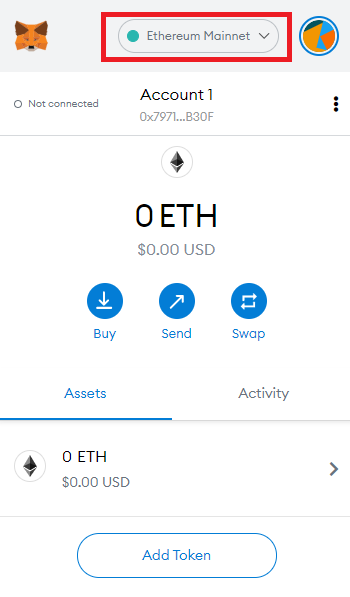 Ethereum Mainnet
Not connected
Account 1
0x7971...B30F
0 ETH
$0.00 USD
Buy Send Swap
Assets Activity
0 ETH
$0.00 USD
Add Token